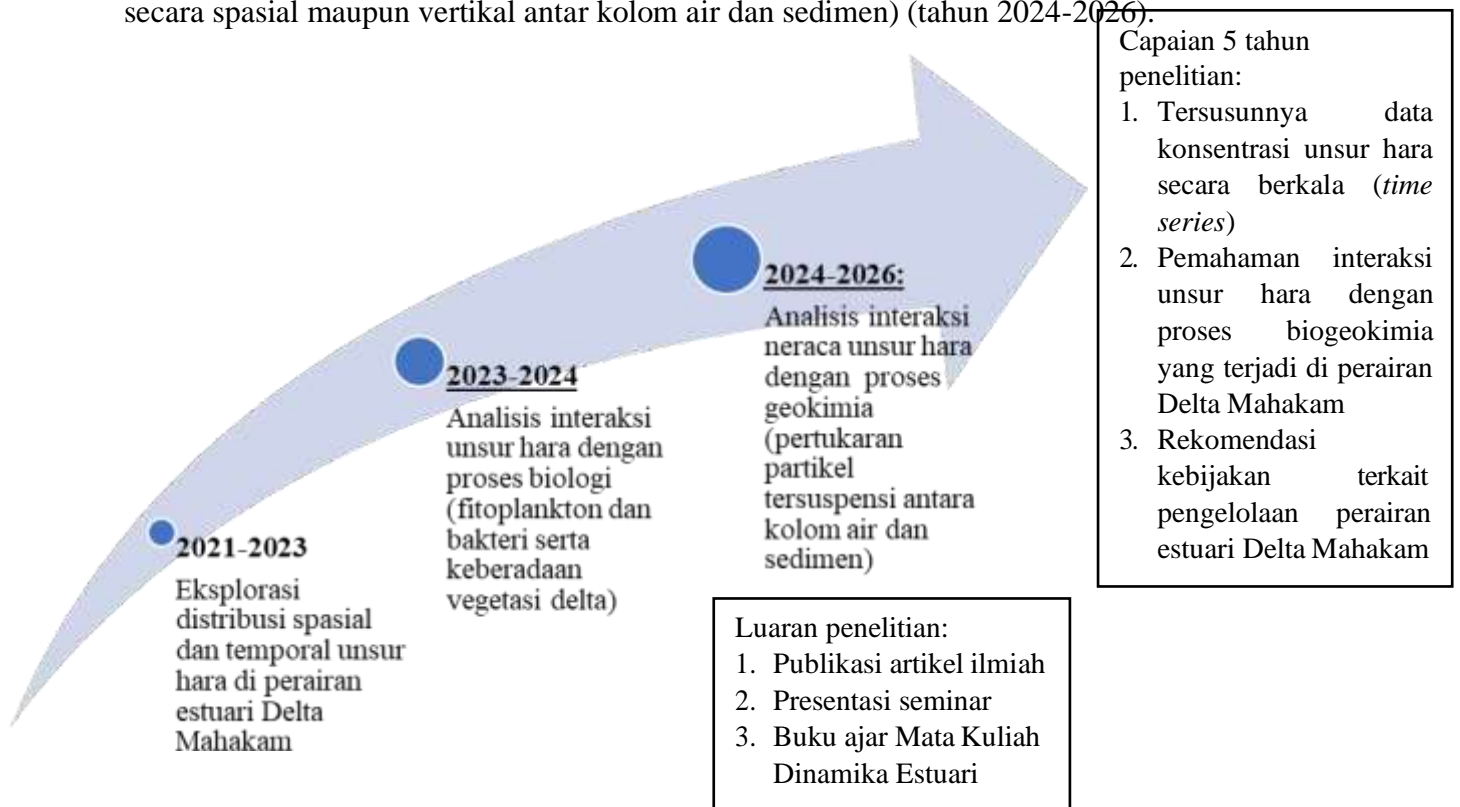 secara spasial maupun vertikal antar kolom air dan sedimen) (tahun 2024-2026).
2021-2023
Eksplorasi
distribusi spasial
dan temporal unsur
hara di perairan
estuari Delta
Mahakam
2023-2024
Analisis interaksi
unsur hara dengan
proses biologi
(fitoplankton dan
bakteri serta
keberadaan
vegetasi delta)
2024-2026:
Analisis interaksi
neraca unsur hara
dengan proses
geokimia
(pertukaran
partikel
tersuspensi antara
kolom air dan
sedimen)
Capaian 5 tahun
penelitian:
1. Tersusunnya data
konsentrasi unsur hara
secara berkala (time
series)
2. Pemahaman interaksi
unsur hara dengan
proses biogeokimia
yang terjadi di perairan
Delta Mahakam
3. Rekomendasi
kebijakan terkait
pengelolaan perairan
estuari Delta Mahakam
Luaran penelitian:
1. Publikasi artikel ilmiah
2. Presentasi seminar
3. Buku ajar Mata Kuliah
Dinamika Estuari